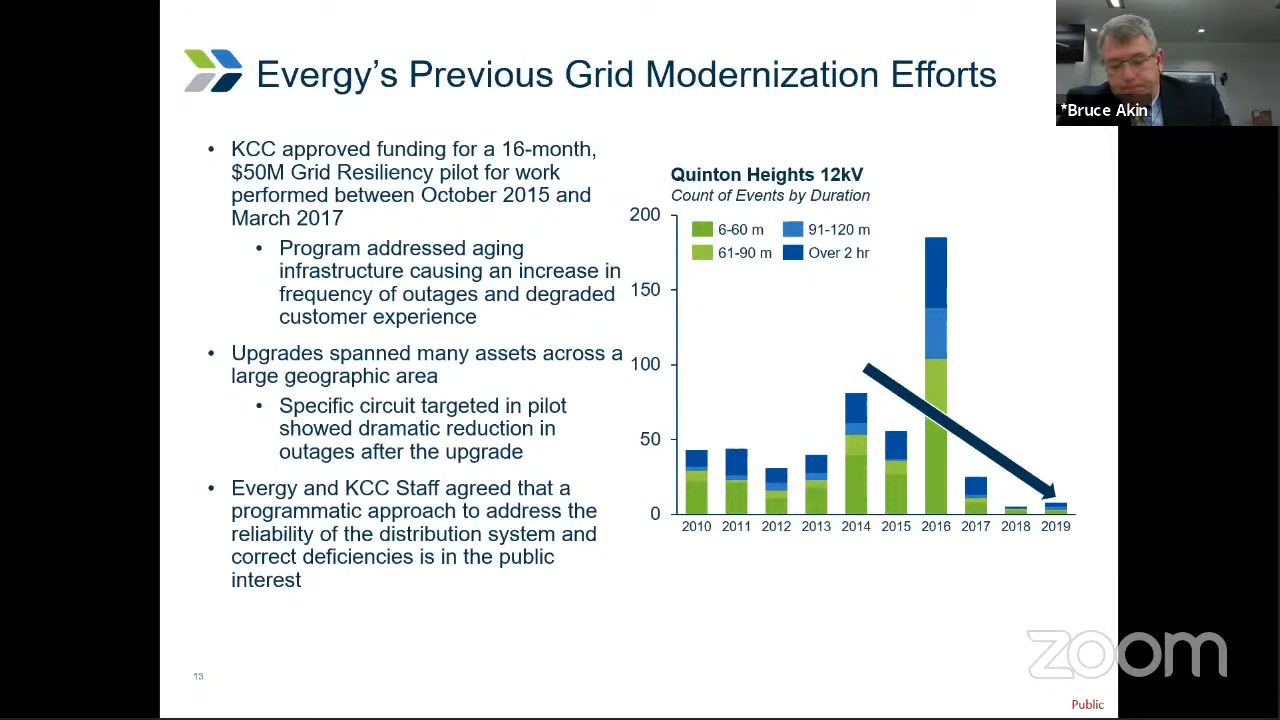 Evergy's Previous Grid Modernization Efforts
*Bruce Akin
• KCC approved funding for a 16-month,
$50M Grid Resiliency pilot for work
performed between October 2015 and
March 2017
• Program addressed aging
infrastructure causing an increase in
frequency of outages and degraded
customer experience
• Upgrades spanned many assets across a
large geographic area
• Specific circuit targeted in pilot
showed dramatic reduction in
outages after the upgrade
• Evergy and KCC Staff agreed that a
programmatic approach to address the
reliability of the distribution system and
correct deficiencies is in the public
interest
Quinton Heights 12kV
Count of Events by Duration
200
6-60 m 91-120 m
61-90 m Over 2 hr
150
100
50
0
2010 2011 2012 2013 2014 2015 2016 2017 2018 2019
zoom
13
Public